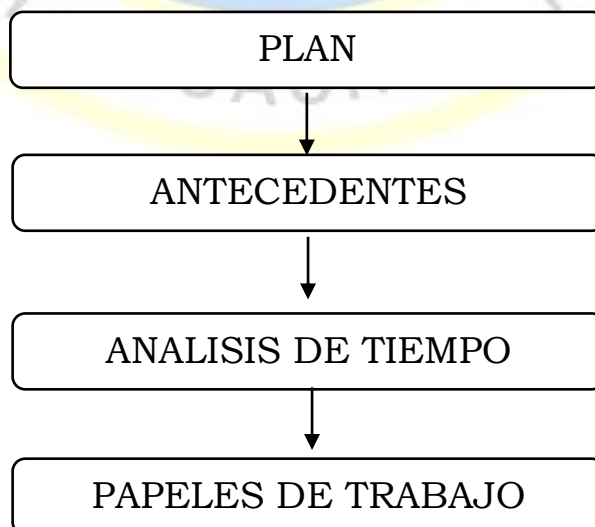 PLAN
ANTECEDENTES
ANALISIS DE TIEMPO
PAPELES DE TRABAJO